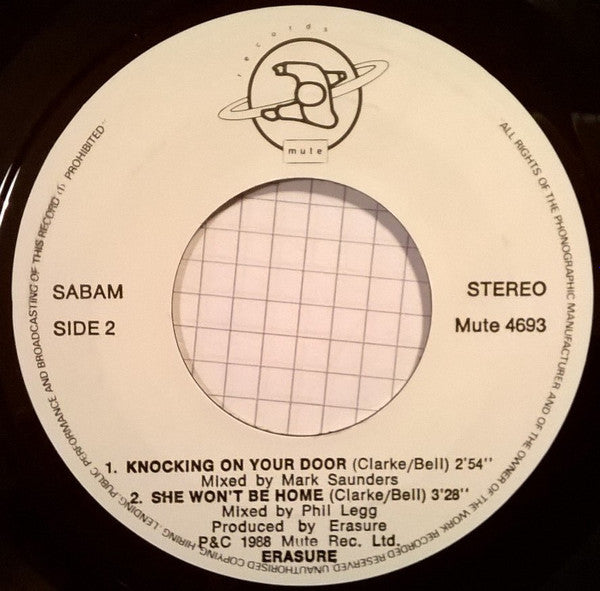 records
mute
SABAM
SIDE 2
STEREO
Mute 4693
1. KNOCKING ON YOUR DOOR (Clarke/Bell) 2'54"
Mixed by Mark Saunders
2. SHE WON'T BE HOME (Clarke/Bell) 3'28"
Mixed by Phil Legg
Produced by Erasure
P&C 1988 Mute Rec. Ltd.
ERASURE
ALL RIGHTS OF THE PHONOGRAPHIC MANUFACTURER AND OF THE OWNER OF THE WORK RECORDED RESERVED UNAUTHORISED COPYING, HIRING, LENDING, PUBLIC PERFORMANCE AND BROADCASTING OF THIS RECORD PROHIBITED